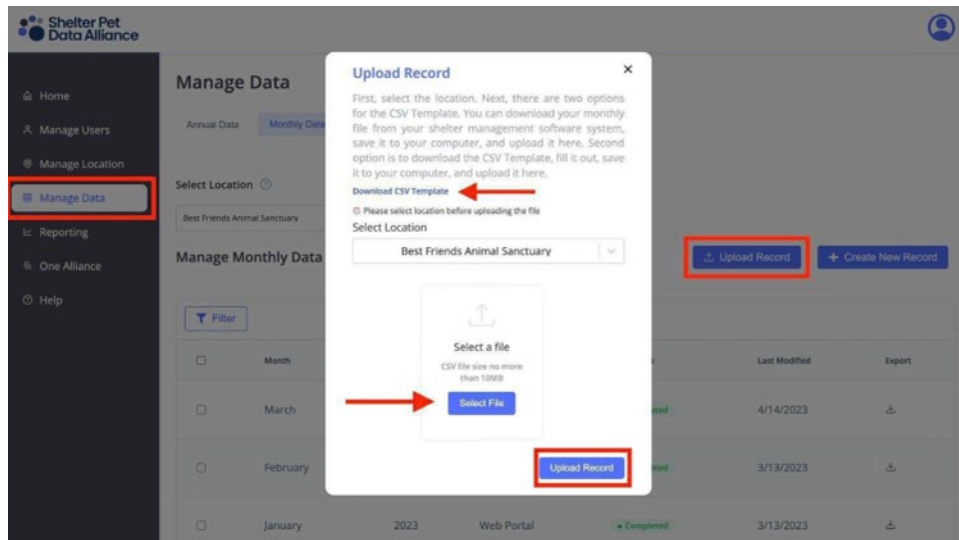 Shelter Pet
Data Alliance
Home
Manage Users
Manage Location
Manage Data
Reporting
One Alliance
Help
Manage Data
Annual Data
Monthly Data
Select Location
Best Friends Animal Sanctuary
Manage Monthly Data
Upload Record
+ Create New Record
Filter
Month
Last Modified
Export
March
4/14/2023
February
3/13/2023
January
2023
Web Portal
Completed
3/13/2023
Upload Record
First, select the location. Next, there are two options
for the CSV Template. You can download your monthly
file from your shelter management software system,
save it to your computer, and upload it here. Second
option is to download the CSV Template, fill it out, save
it to your computer, and upload it here.
Download CSV Template
Please select location before uploading the file
Select Location
Best Friends Animal Sanctuary
Select a file
CSV file size no more
than 10MB
Select File
Upload Record